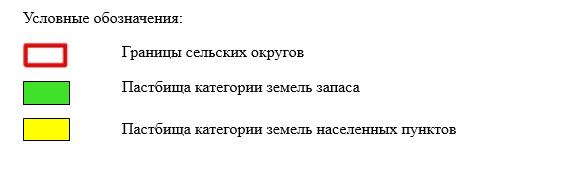 Условные обозначения:
Границы сельских округов
Пастбища категории земель запаса
Пастбища категории земель населенных пунктов